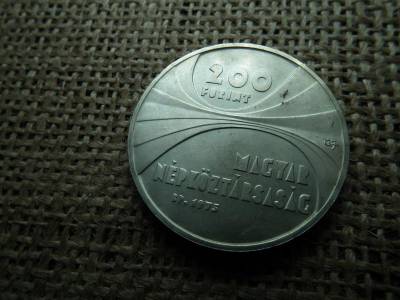 200
FORINT
MAGYAR
NÉPKÖZTÁRSASÁG
1975